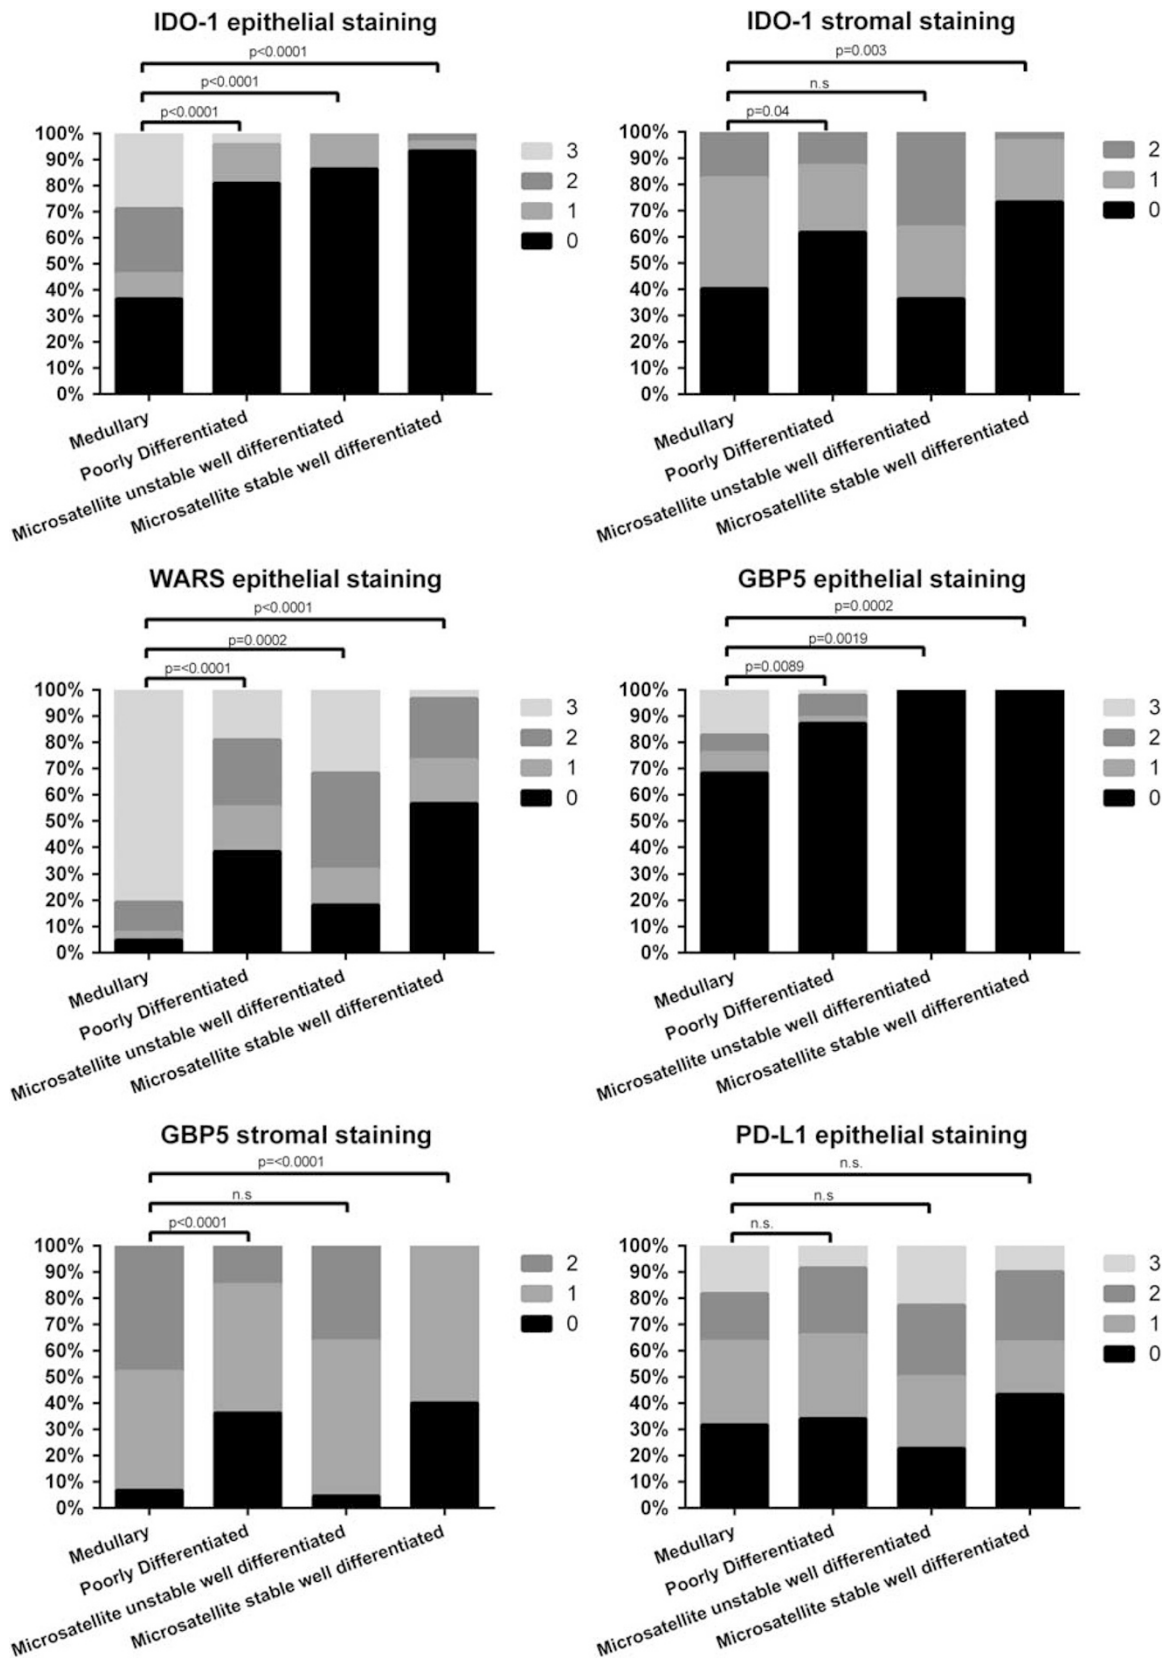 IDO-1 epithelial staining
p<0.0001
p<0.0001
p<0.0001
100%
90%
80%
70%
60%
50%
40%
30%
20%
10%
0%
3
2
1
0
Medullary
Poorly Differentiated
Microsatellite unstable well differentiated
Microsatellite stable well differentiated
IDO-1 stromal staining
p=0.003
n.s
p=0.04
100%
90%
80%
70%
60%
50%
40%
30%
20%
10%
0%
2
1
0
Medullary
Poorly Differentiated
Microsatellite unstable well differentiated
Microsatellite stable well differentiated
WARS epithelial staining
p<0.0001
p=0.0002
p=<0.0001
100%
90%
80%
70%
60%
50%
40%
30%
20%
10%
0%
3
2
1
0
Medullary
Poorly Differentiated
Microsatellite unstable well differentiated
Microsatellite stable well differentiated
GBP5 epithelial staining
p=0.0002
p=0.0019
p=0.0089
100%
90%
80%
70%
60%
50%
40%
30%
20%
10%
0%
3
2
1
0
Medullary
Poorly Differentiated
Microsatellite unstable well differentiated
Microsatellite stable well differentiated
GBP5 stromal staining
p=<0.0001
n.s
p<0.0001
100%
90%
80%
70%
60%
50%
40%
30%
20%
10%
0%
2
1
0
Medullary
Poorly Differentiated
Microsatellite unstable well differentiated
Microsatellite stable well differentiated
PD-L1 epithelial staining
n.s.
n.s
n.s.
100%
90%
80%
70%
60%
50%
40%
30%
20%
10%
0%
3
2
1
0
Medullary
Poorly Differentiated
Microsatellite unstable well differentiated
Microsatellite stable well differentiated